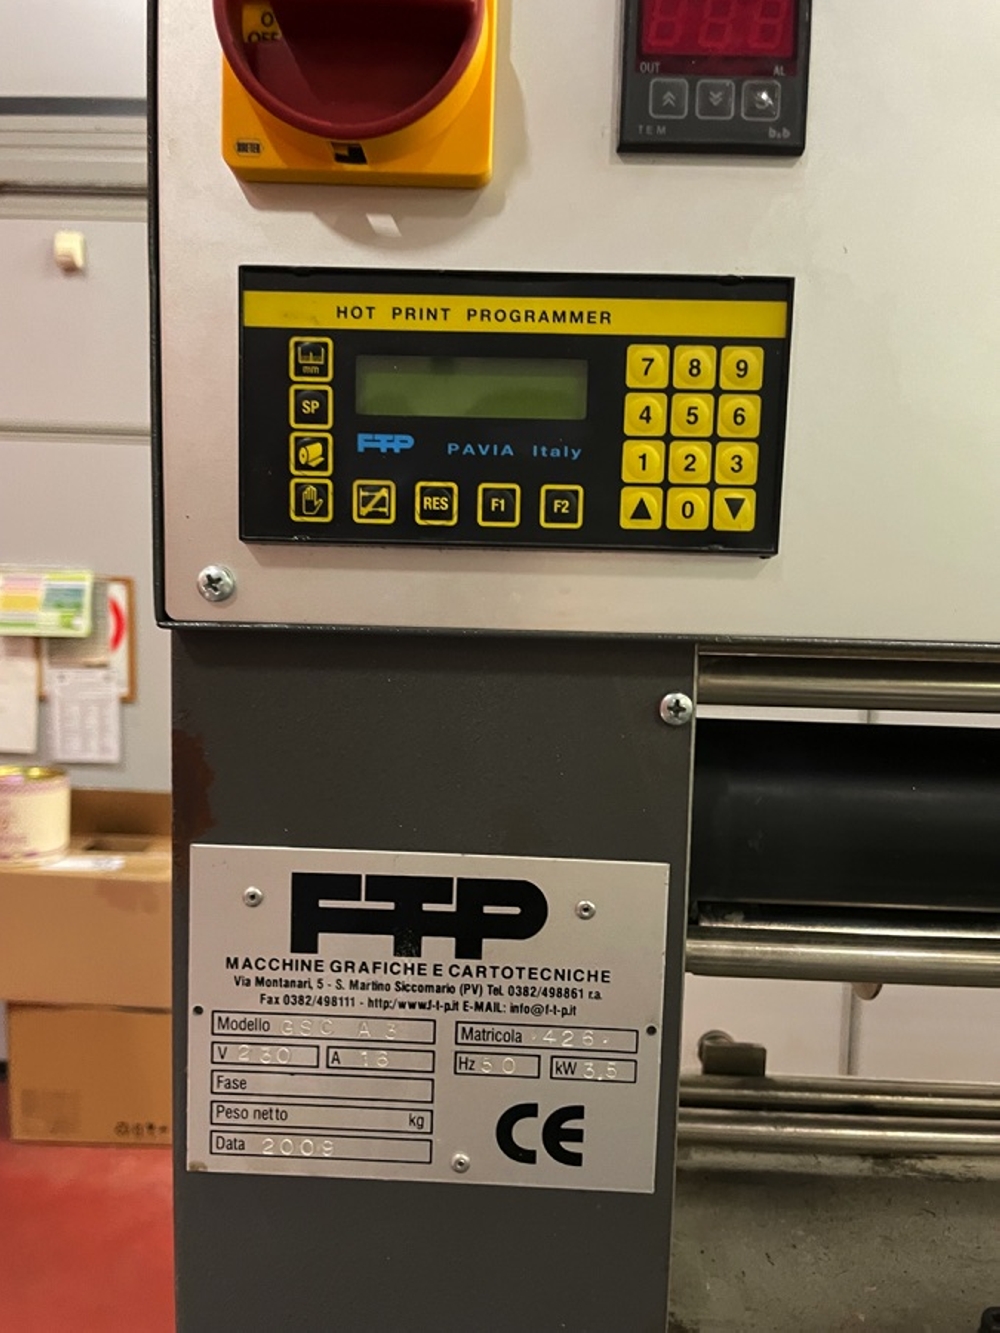 O
OFF
OUT AL
TEM
HOT PRINT PROGRAMMER
mm
SP
FTP PAVIA Italy
RES F1 F2
7 8 9
4 5 6
1 2 3
0
FTP
MACCHINE GRAFICHE E CARTOTECNICHE
Via Montanari, 5 - S. Martino Siccomario (PV) Tel. 0382/498861 r.a.
Fax 0382/498111 - http:/www.f-t-p.it E-MAIL: info@f-t-p.it
Modello GSC A3 Matricola 426.
V 230 A 16 Hz 50 kW 3.5
Fase
Peso netto kg
Data 2009
CE